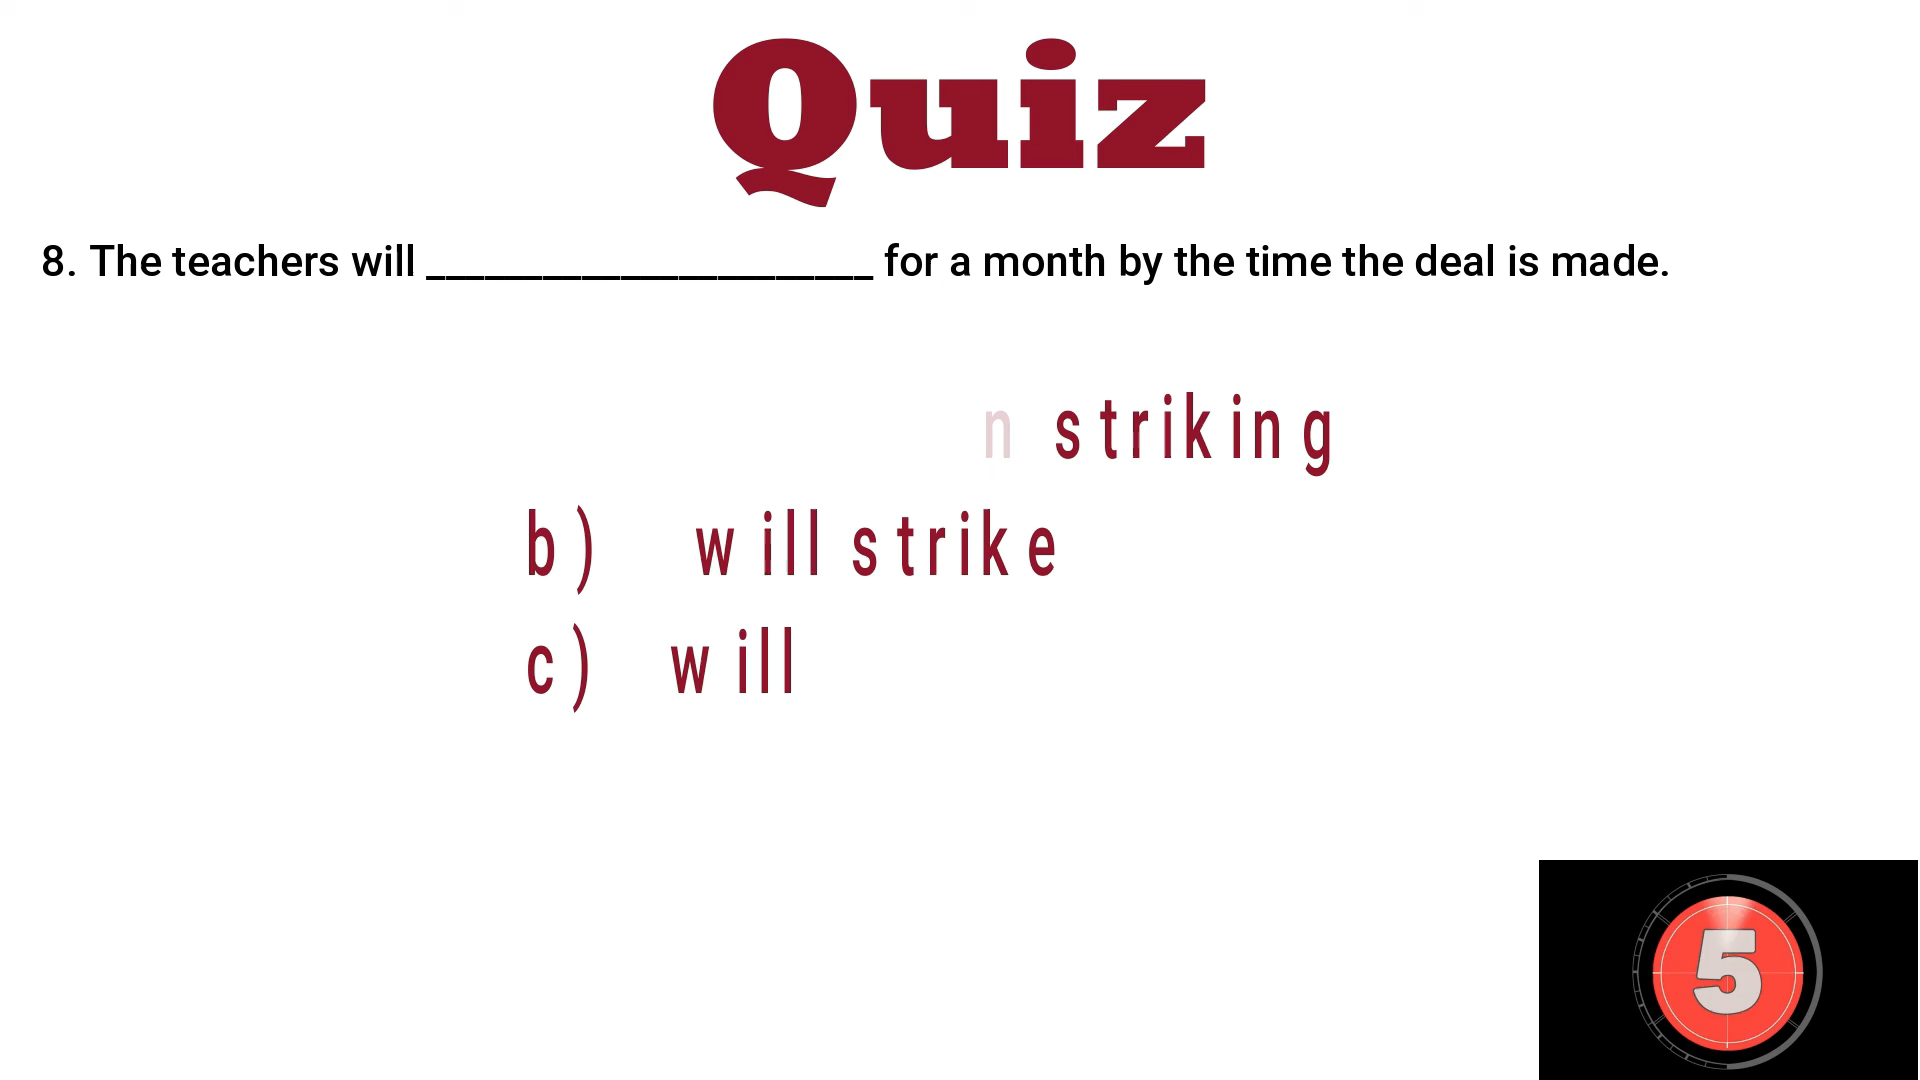 Quiz
8. The teachers will _______________________ for a month by the time the deal is made.
n striking
b) will strike
c) will
5